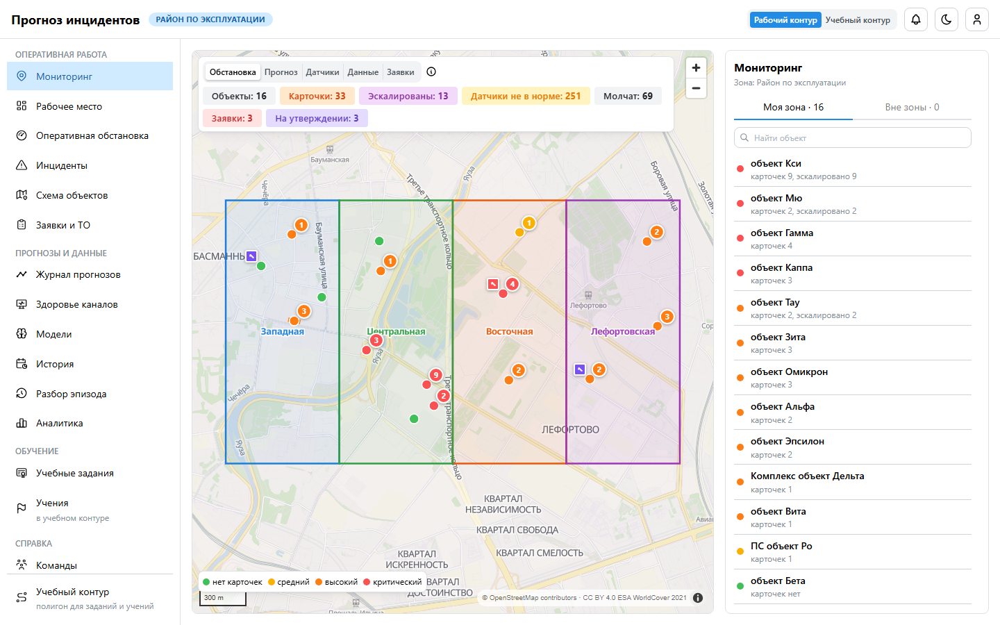 Прогноз инцидентов
РАЙОН ПО ЭКСПЛУАТАЦИИ
Рабочий контур
Учебный контур
ОПЕРАТИВНАЯ РАБОТА
Мониторинг
Рабочее место
Оперативная обстановка
Инциденты
Схема объектов
Заявки и ТО
ПРОГНОЗЫ И ДАННЫЕ
Журнал прогнозов
Здоровье каналов
Модели
История
Разбор эпизода
Аналитика
ОБУЧЕНИЕ
Учебные задания
Учения
в учебном контуре
СПРАВКА
Команды
Учебный контур
полигон для заданий и учений
Обстановка
Прогноз
Датчики
Данные
Заявки
Объекты: 16
Карточки: 33
Эскалированы: 13
Датчики не в норме: 251
Молчат: 69
Заявки: 3
На утверждении: 3
Бауманская
Яуза
Третье транспортное кольцо
Боровая улица
Чечёра
Бауманская улица
1
1
1
2
3
4
3
3
9
2
2
2
Западная
Центральная
Восточная
Лефортовская
Лефортово
Яуза
Чечёра
Яуза
ЛЕФОРТОВО
КВАРТАЛ
НЕЗАВИСИМОСТЬ
КВАРТАЛ СВОБОДА
КВАРТАЛ СМЕЛОСТЬ
КВАРТАЛ
ИСКРЕННОСТЬ
ДОСТОИНСТВО
нет карточек
средний
высокий
критический
300 m
© OpenStreetMap contributors · CC BY 4.0 ESA WorldCover 2021
Мониторинг
Зона: Район по эксплуатации
Моя зона · 16
Вне зоны · 0
Найти объект
объект Кси
карточек 9, эскалировано 9
объект Мю
карточек 2, эскалировано 2
объект Гамма
карточек 4
объект Каппа
карточек 3
объект Тау
карточек 2, эскалировано 2
объект Зита
карточек 3
объект Омикрон
карточек 3
объект Альфа
карточек 2
объект Эпсилон
карточек 2
Комплекс объект Дельта
карточек 1
объект Вита
карточек 1
ПС объект Ро
карточек 1
объект Бета
карточек нет